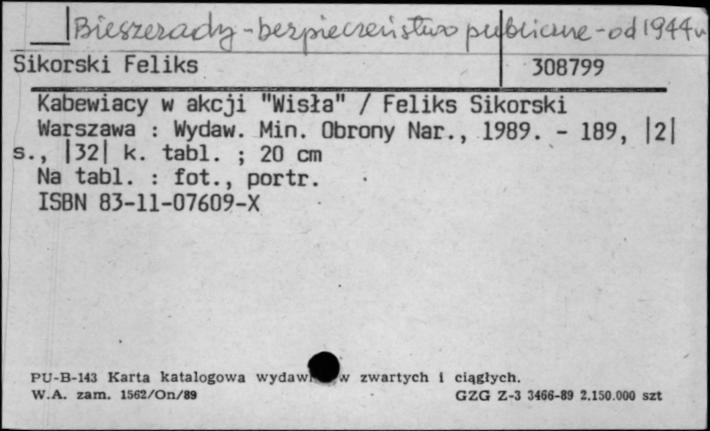 Bieszczady - bezpieczeństwo publiczne - od 1944 r
Sikorski Feliks 308799
Kabewiacy w akcji "Wisła" / Feliks Sikorski
Warszawa : Wydaw. Min. Obrony Nar., 1989. - 189, |2|
s., |32| k. tabl. ; 20 cm
Na tabl. : fot., portr.
ISBN 83-11-07609-X
PU-B-143 Karta katalogowa wydawn w zwartych i ciągłych.
W.A. zam. 1562/On/89 GZG Z-3 3466-89 2.150.000 szt